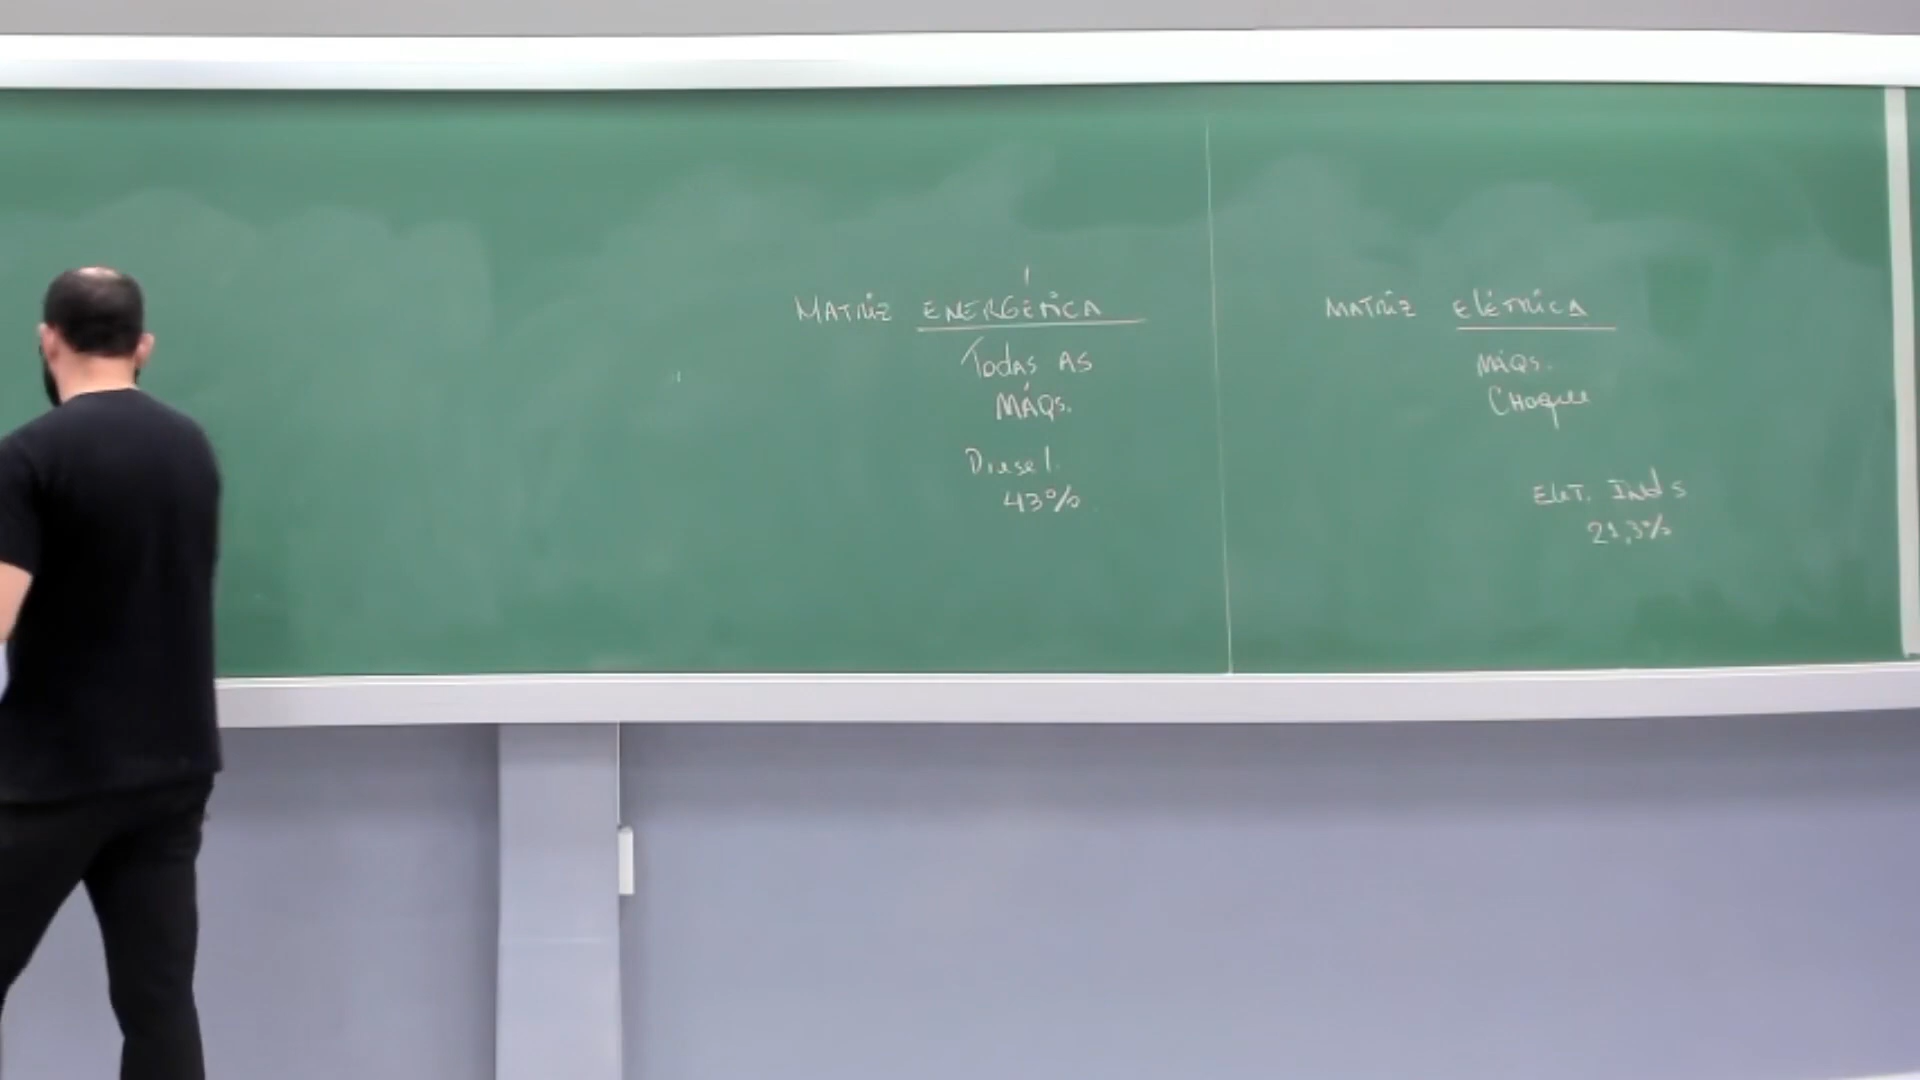 MATRIZ ENERGÉTICA
TODAS AS
MÁQS.
Diesel.
43%
MATRIZ ELÉTRICA
MÁQS.
CHOQUE
21,3%